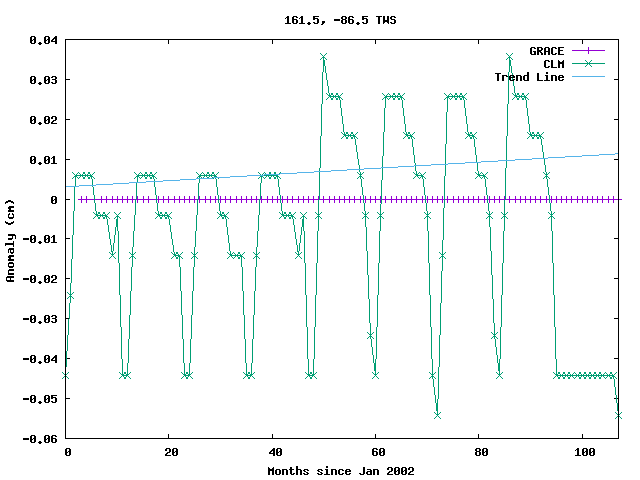 161.5, -86.5 TWS
GRACE
CLM
Trend Line
0.04
0.03
0.02
0.01
0
-0.01
-0.02
-0.03
-0.04
-0.05
-0.06
Anomaly (cm)
0 20 40 60 80 100
Months since Jan 2002